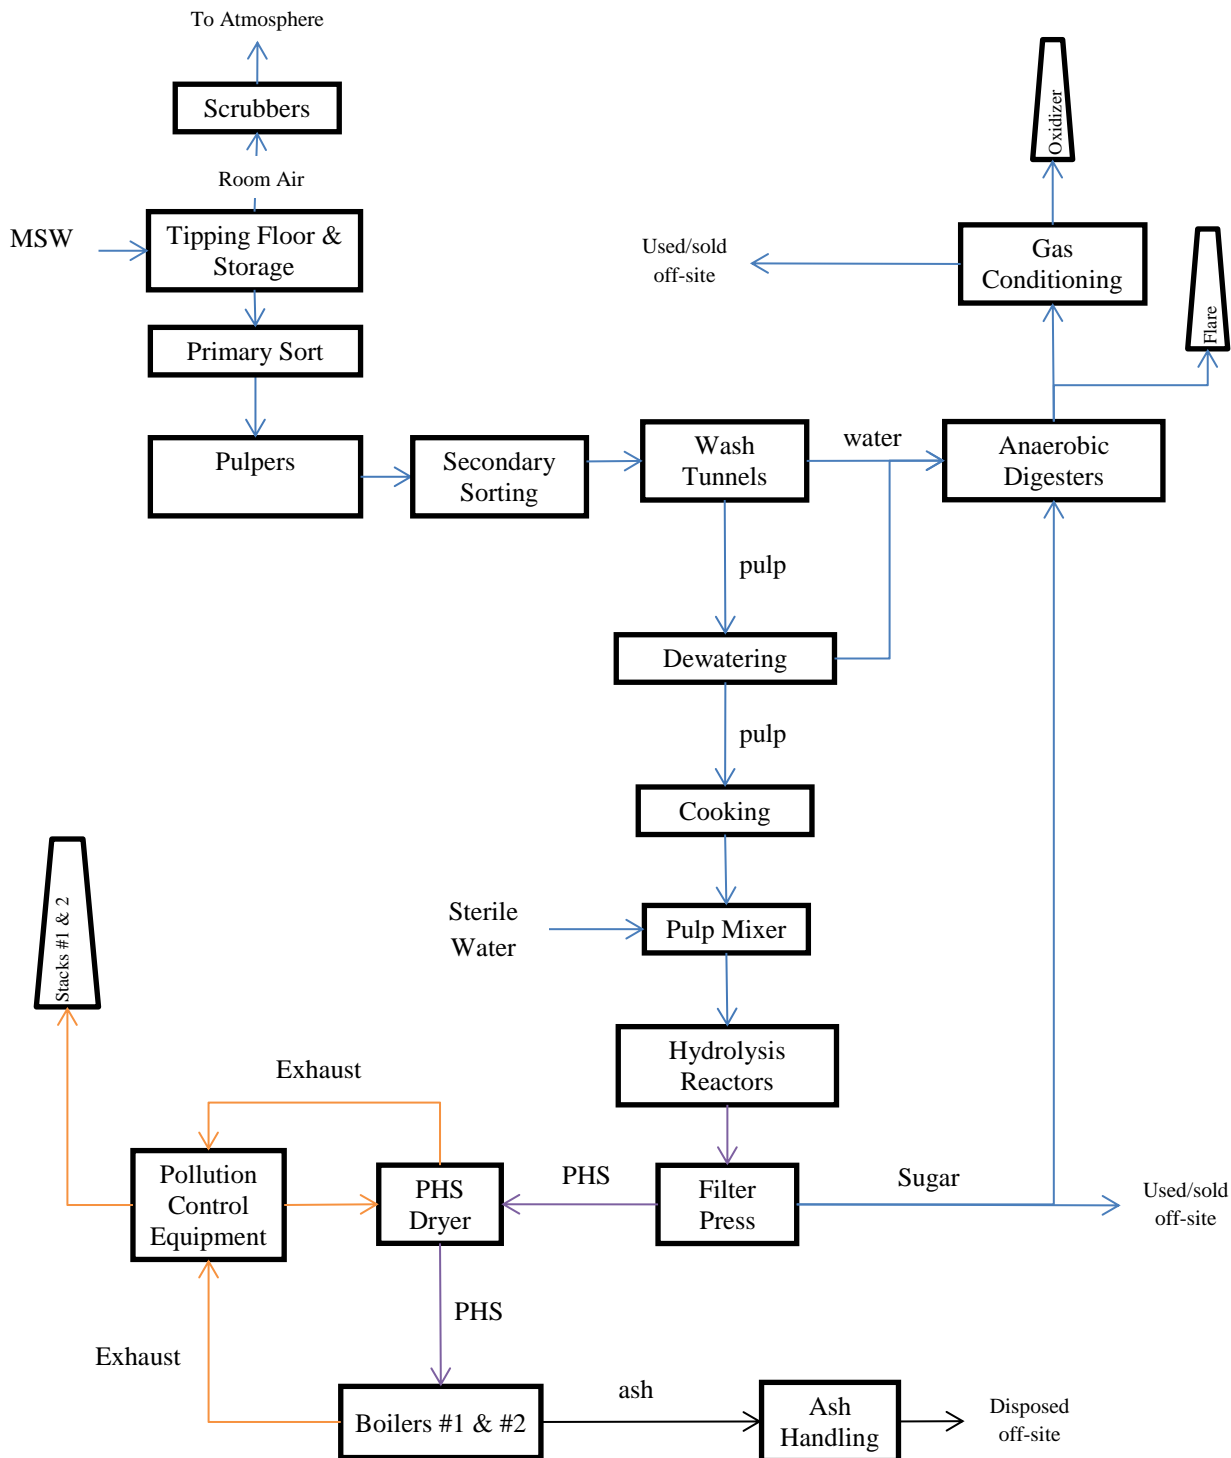 To Atmosphere
Scrubbers
Room Air
MSW
Tipping Floor &
Storage
Primary Sort
Pulpers
Secondary
Sorting
Wash
Tunnels
water
Anaerobic
Digesters
Used/sold
off-site
Gas
Conditioning
Oxidizer
Flare
pulp
Dewatering
pulp
Cooking
Sterile
Water
Pulp Mixer
Hydrolysis
Reactors
Stacks #1 & 2
Exhaust
Pollution
Control
Equipment
PHS
Dryer
PHS
Filter
Press
Sugar
Used/sold
off-site
PHS
Exhaust
Boilers #1 & #2
ash
Ash
Handling
Disposed
off-site